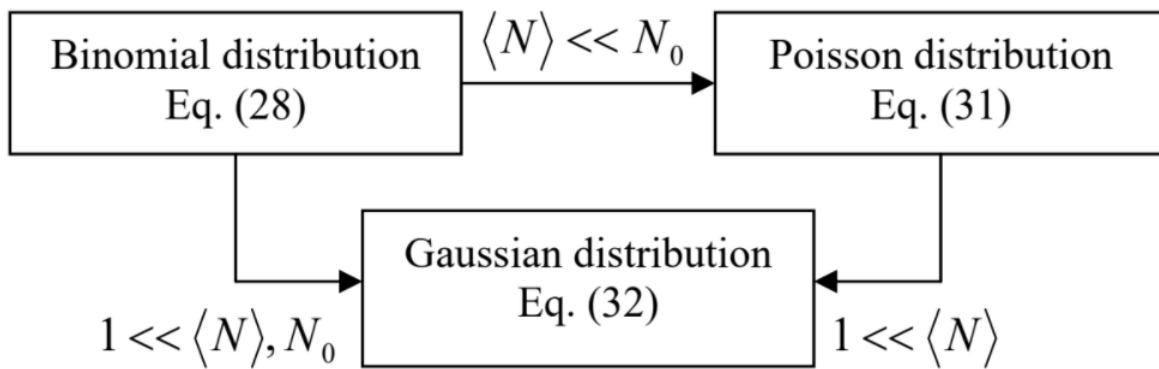 Binomial distribution
Eq. (28)
⟨N⟩ << N₀
Poisson distribution
Eq. (31)
Gaussian distribution
Eq. (32)
1 << ⟨N⟩, N₀
1 << ⟨N⟩